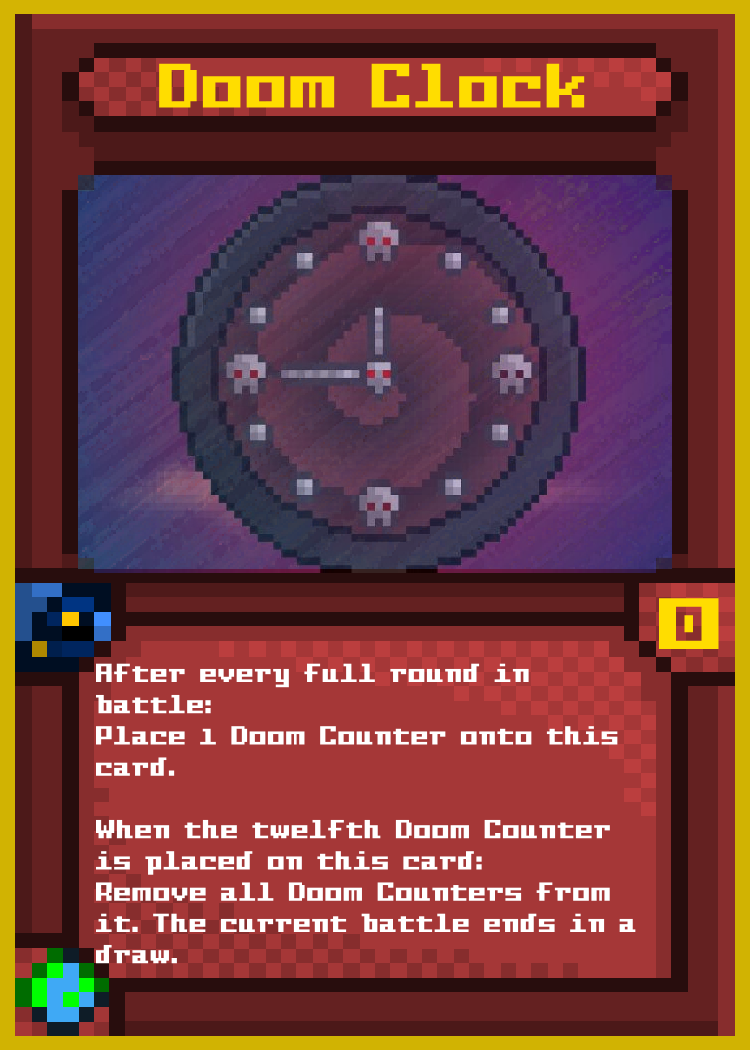 Doom Clock
0
After every full round in
battle:
Place 1 Doom Counter onto this
card.
When the twelfth Doom Counter
is placed on this card:
Remove all Doom Counters from
it. The current battle ends in a
draw.